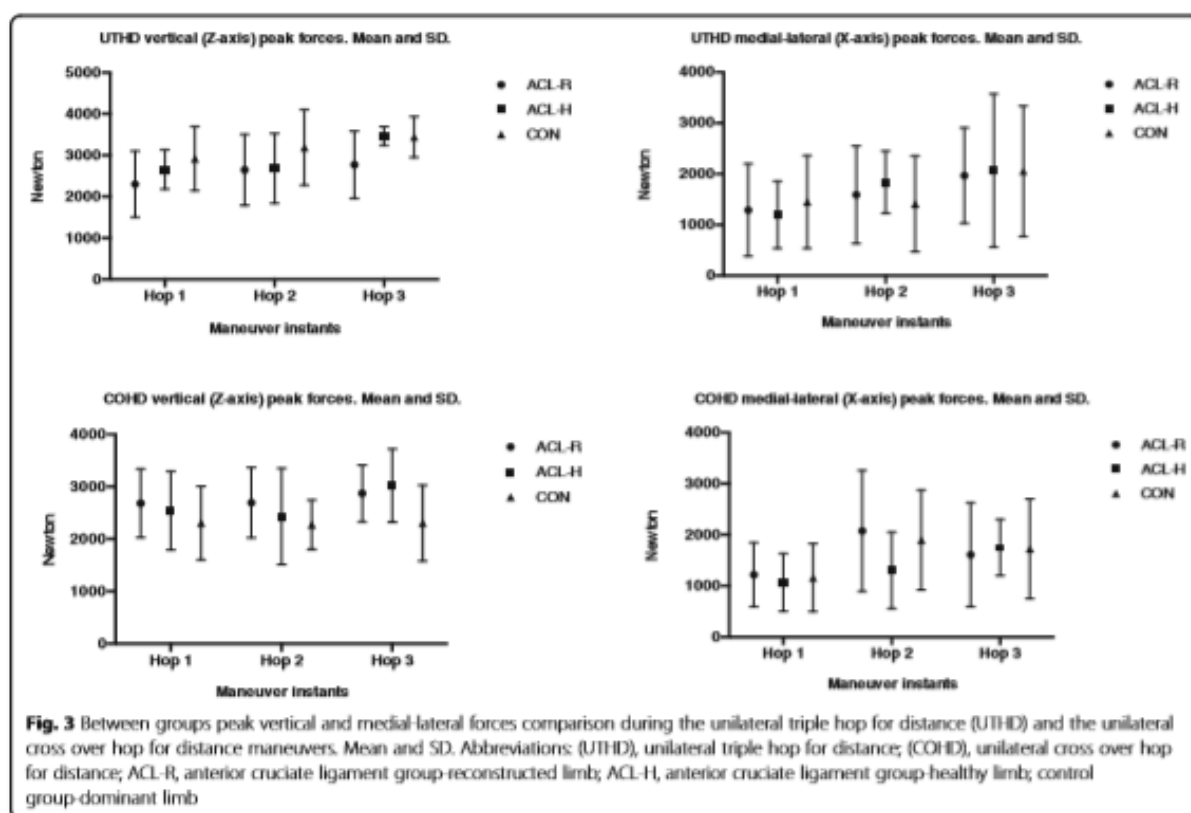 UTHD vertical (Z-axis) peak forces. Mean and SD.
5000
4000
3000
2000
1000
0
Newton
Hop 1 Hop 2 Hop 3
Maneuver instants
ACL-R
ACL-H
CON
UTHD medial-lateral (X-axis) peak forces. Mean and SD.
4000
3000
2000
1000
0
Newton
Hop 1 Hop 2 Hop 3
Maneuver instants
ACL-R
ACL-H
CON
COHD vertical (Z-axis) peak forces. Mean and SD.
4000
3000
2000
1000
0
Newton
Hop 1 Hop 2 Hop 3
Maneuver instants
ACL-R
ACL-H
CON
COHD medial-lateral (X-axis) peak forces. Mean and SD.
4000
3000
2000
1000
0
Newton
Hop 1 Hop 2 Hop 3
Maneuver instants
ACL-R
ACL-H
CON
Fig. 3 Between groups peak vertical and medial-lateral forces comparison during the unilateral triple hop for distance (UTHD) and the unilateral
cross over hop for distance maneuvers. Mean and SD. Abbreviations: (UTHD), unilateral triple hop for distance; (COHD), unilateral cross over hop
for distance; ACL-R, anterior cruciate ligament group-reconstructed limb; ACL-H, anterior cruciate ligament group-healthy limb; control
group-dominant limb